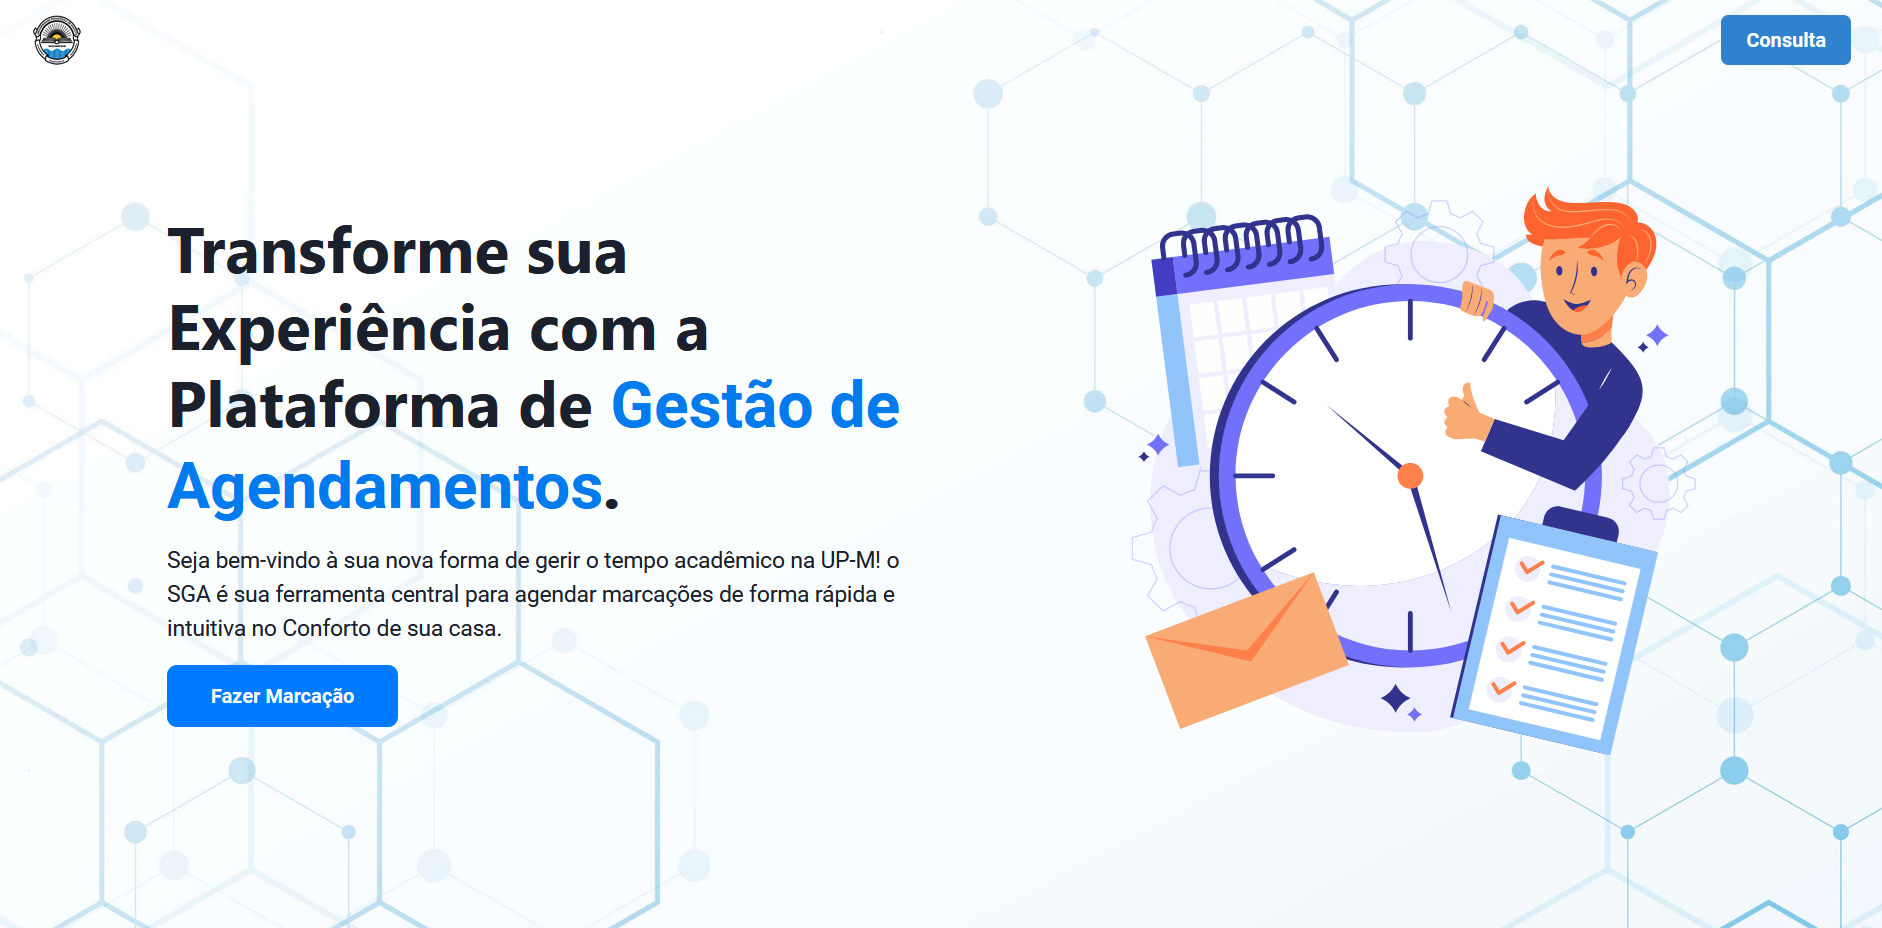 Consulta
Transforme sua
Experiência com a
Plataforma de Gestão de
Agendamentos.
Seja bem-vindo à sua nova forma de gerir o tempo acadêmico na UP-M! o
SGA é sua ferramenta central para agendar marcações de forma rápida e
intuitiva no Conforto de sua casa.
Fazer Marcação